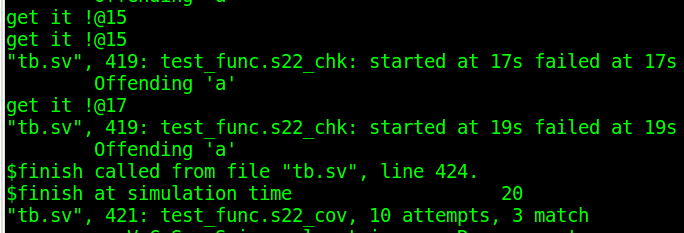 Offending 'a'
get it !@15
get it !@15
"tb.sv", 419: test_func.s22_chk: started at 17s failed at 17s
Offending 'a'
get it !@17
"tb.sv", 419: test_func.s22_chk: started at 19s failed at 19s
Offending 'a'
$finish called from file "tb.sv", line 424.
$finish at simulation time 20
"tb.sv", 421: test_func.s22_cov, 10 attempts, 3 match